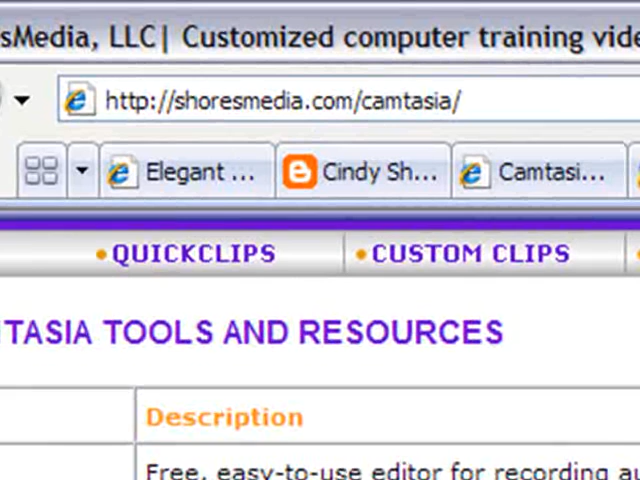 sMedia, LLC| Customized computer training vide
http://shoresmedia.com/camtasia/
Elegant ... Cindy Sh... Camtasi...
QUICKCLIPS CUSTOM CLIPS
TASIA TOOLS AND RESOURCES
Description
Free, easy-to-use editor for recording au